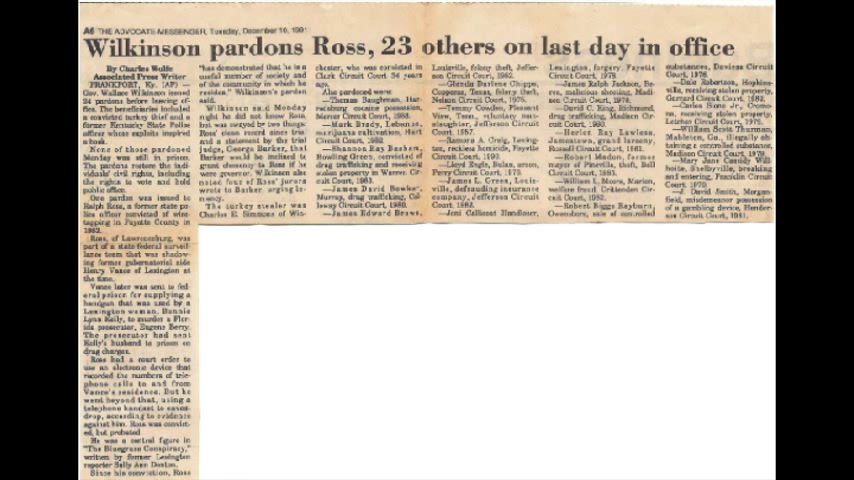 A6 THE ADVOCATE-MESSENGER, Tuesday, December 10, 1991
Wilkinson pardons Ross, 23 others on last day in office
By Charles Wolfe
Associated Press Writer
FRANKFORT, Ky. (AP) —
Gov. Wallace Wilkinson issued
24 pardons before leaving of-
fice. The beneficiaries included
a convicted turkey thief and a
former Kentucky State Police
officer whose exploits inspired
a book.
None of those pardoned
Monday was still in prison.
The pardons restore the indi-
viduals' civil rights, including
the rights to vote and hold
public office.
One pardon was issued to
Ralph Ross, a former state po-
lice officer convicted of wire-
tapping in Fayette County in
1982.
Ross, of Lawrenceburg, was
part of a state-federal surveil-
lance team that was shadow-
ing former gubernatorial aide
Henry Vance of Lexington at
the time.
Vance later was sent to fed-
eral prison for supplying a
handgun that was used by a
Lexington woman, Bonnie
Lynn Kelly, to murder a Flor-
ida prosecutor, Eugene Berry.
The prosecutor had sent
Kelly's husband to prison on
drug charges.
Ross had a court order to
use an electronic device that
recorded the numbers of tele-
phone calls to and from
Vance's residence. But he
went beyond that, using a
telephone handset to eaves-
drop, according to evidence
against him. Ross was convict-
ed, but probated.
He was a central figure in
"The Bluegrass Conspiracy,"
written by former Lexington
reporter Sally Ann Denton.
Since his conviction, Ross
"has demonstrated that he is a
useful member of society and
of the community in which he
resides," Wilkinson's pardon
said.
Wilkinson said Monday
night he did not know Ross
but was swayed by two things:
Ross' clean record since trial
and a statement by the trial
judge, George Barker, that
Barker would be inclined to
grant clemency to Ross if he
were governor. Wilkinson also
noted four of Ross' jurors
wrote to Barker urging le-
niency.
The turkey stealer was
Charles E. Simmons of Win-
chester, who was convicted in
Clark Circuit Court 34 years
ago.
Also pardoned were:
—Thomas Baughman, Har-
rodsburg, cocaine possession,
Mercer Circuit Court, 1988.
—Mark Brady, Lebanon,
marijuana cultivation, Hart
Circuit Court, 1982.
—Shannon Ray Bashers,
Bowling Green, convicted of
drug trafficking and receiving
stolen property in Warren Cir-
cuit Court, 1983.
—James David Bowker,
Murray, drug trafficking, Cal-
loway Circuit Court, 1980.
—James Edward Brews,
Louisville, felony theft, Jeffer-
son Circuit Court, 1982.
—Glenda Darlene Chippe,
Cooperas, Texas, felony theft,
Nelson Circuit Court, 1975.
—Tommy Cowden, Pleasant
View, Tenn., voluntary man-
slaughter, Jefferson Circuit
Court, 1957.
—Ramona A. Craig, Lexing-
ton, reckless homicide, Fayette
Circuit Court, 1990.
—Lloyd Engle, Bulan, arson,
Perry Circuit Court, 1979.
—James L. Green, Louis-
ville, defrauding insurance
company, Jefferson Circuit
Court, 1982.
—Joni Handmer,
Lexington, forgery, Fayette
Circuit Court, 1978.
—James Ralph Jackson, Be-
rea, malicious shooting, Madi-
son Circuit Court, 1974.
—David C. King, Richmond,
drug trafficking, Madison Cir-
cuit Court.
—Hurley Ray Lawless,
Jamestown, grand larceny,
Russell Circuit Court, 1961.
—Robert Madon, former
mayor of Pineville, theft, Bell
Circuit Court, 1981.
—William L. Moore, Marion,
welfare fraud, Crittenden Cir-
cuit Court, 1982.
—Robert Biggs Rayburn,
Owensboro, sale of controlled
substances, Daviess Circuit
Court, 1976.
—Dale Robertson, Hopkins-
ville, receiving stolen property,
Garrard Circuit Court, 1982.
—Carlos Stone Jr., Cromo-
na, receiving stolen property,
Letcher Circuit Court, 1975.
—William Scott Thurman,
Mableton, Ga., illegally ob-
taining a controlled substance,
Madison Circuit Court, 1979.
—Mary Jane Cassidy Will-
hoite, Shelbyville, breaking
and entering, Franklin Circuit
Court, 1970.
—J. David Smith, Morgan-
field, misdemeanor possession
of a gambling device, Hender-
son Circuit Court, 1981.